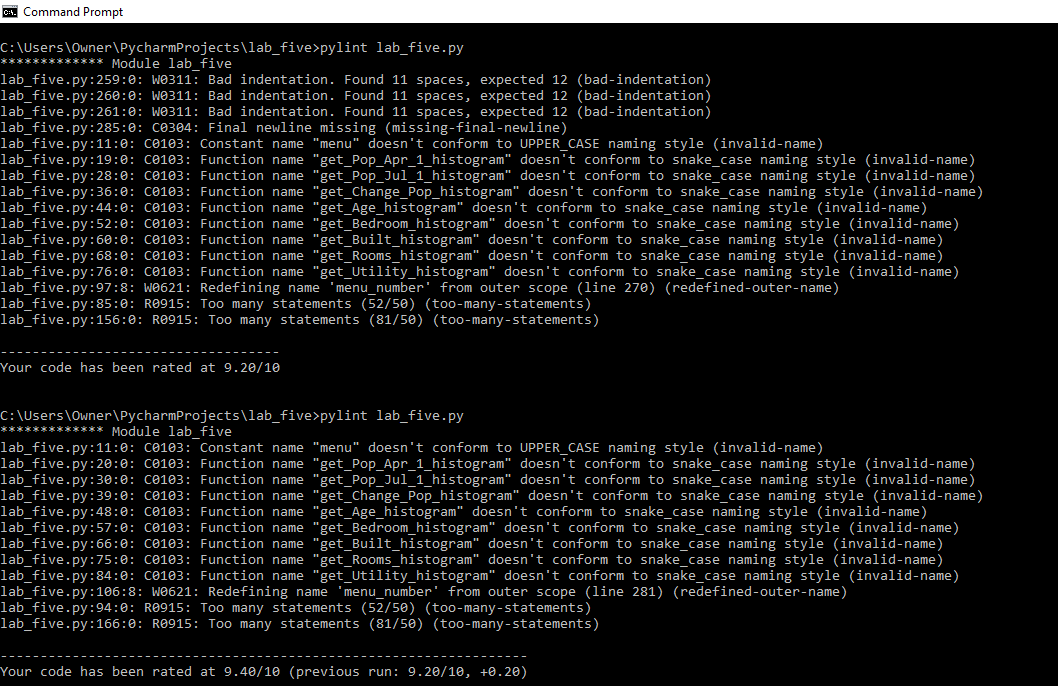 Command Prompt
C:\Users\Owner\PycharmProjects\lab_five>pylint lab_five.py
************* Module lab_five
lab_five.py:259:0: W0311: Bad indentation. Found 11 spaces, expected 12 (bad-indentation)
lab_five.py:260:0: W0311: Bad indentation. Found 11 spaces, expected 12 (bad-indentation)
lab_five.py:261:0: W0311: Bad indentation. Found 11 spaces, expected 12 (bad-indentation)
lab_five.py:285:0: C0304: Final newline missing (missing-final-newline)
lab_five.py:11:0: C0103: Constant name "menu" doesn't conform to UPPER_CASE naming style (invalid-name)
lab_five.py:19:0: C0103: Function name "get_Pop_Apr_1_histogram" doesn't conform to snake_case naming style (invalid-name)
lab_five.py:28:0: C0103: Function name "get_Pop_Jul_1_histogram" doesn't conform to snake_case naming style (invalid-name)
lab_five.py:36:0: C0103: Function name "get_Change_Pop_histogram" doesn't conform to snake_case naming style (invalid-name)
lab_five.py:44:0: C0103: Function name "get_Age_histogram" doesn't conform to snake_case naming style (invalid-name)
lab_five.py:52:0: C0103: Function name "get_Bedroom_histogram" doesn't conform to snake_case naming style (invalid-name)
lab_five.py:60:0: C0103: Function name "get_Built_histogram" doesn't conform to snake_case naming style (invalid-name)
lab_five.py:68:0: C0103: Function name "get_Rooms_histogram" doesn't conform to snake_case naming style (invalid-name)
lab_five.py:76:0: C0103: Function name "get_Utility_histogram" doesn't conform to snake_case naming style (invalid-name)
lab_five.py:97:8: W0621: Redefining name 'menu_number' from outer scope (line 270) (redefined-outer-name)
lab_five.py:85:0: R0915: Too many statements (52/50) (too-many-statements)
lab_five.py:156:0: R0915: Too many statements (81/50) (too-many-statements)
-----------------------------------
Your code has been rated at 9.20/10
C:\Users\Owner\PycharmProjects\lab_five>pylint lab_five.py
************* Module lab_five
lab_five.py:11:0: C0103: Constant name "menu" doesn't conform to UPPER_CASE naming style (invalid-name)
lab_five.py:20:0: C0103: Function name "get_Pop_Apr_1_histogram" doesn't conform to snake_case naming style (invalid-name)
lab_five.py:30:0: C0103: Function name "get_Pop_Jul_1_histogram" doesn't conform to snake_case naming style (invalid-name)
lab_five.py:39:0: C0103: Function name "get_Change_Pop_histogram" doesn't conform to snake_case naming style (invalid-name)
lab_five.py:48:0: C0103: Function name "get_Age_histogram" doesn't conform to snake_case naming style (invalid-name)
lab_five.py:57:0: C0103: Function name "get_Bedroom_histogram" doesn't conform to snake_case naming style (invalid-name)
lab_five.py:66:0: C0103: Function name "get_Built_histogram" doesn't conform to snake_case naming style (invalid-name)
lab_five.py:75:0: C0103: Function name "get_Rooms_histogram" doesn't conform to snake_case naming style (invalid-name)
lab_five.py:84:0: C0103: Function name "get_Utility_histogram" doesn't conform to snake_case naming style (invalid-name)
lab_five.py:106:8: W0621: Redefining name 'menu_number' from outer scope (line 281) (redefined-outer-name)
lab_five.py:94:0: R0915: Too many statements (52/50) (too-many-statements)
lab_five.py:166:0: R0915: Too many statements (81/50) (too-many-statements)
------------------------------------------------------------------
Your code has been rated at 9.40/10 (previous run: 9.20/10, +0.20)